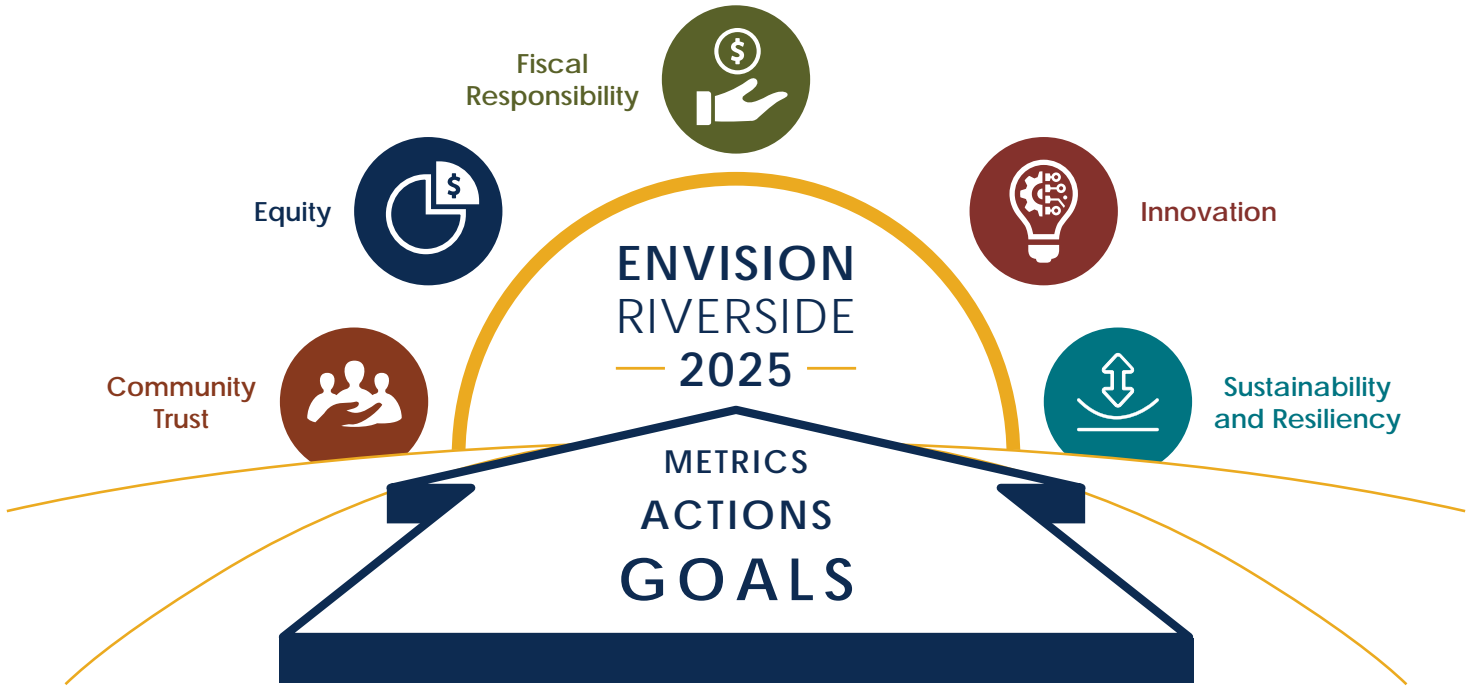 Fiscal
Responsibility
$
Equity
$
Innovation
ENVISION
RIVERSIDE
2025
Community
Trust
Sustainability
and Resiliency
METRICS
ACTIONS
GOALS